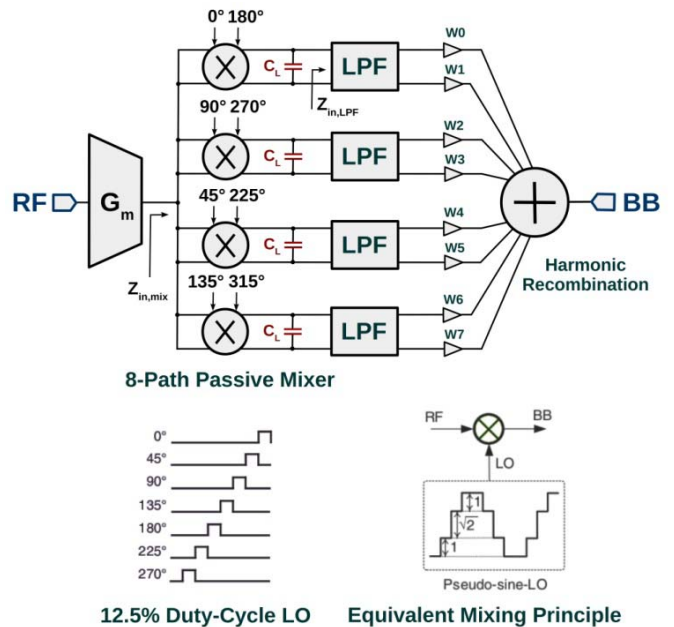 0° 180°
C_L
LPF
Z_in,LPF
W0
W1
90° 270°
C_L
LPF
W2
W3
RF
G_m
45° 225°
C_L
LPF
W4
W5
BB
Harmonic
Recombination
Z_in,mix
135° 315°
C_L
LPF
W6
W7
8-Path Passive Mixer
0°
45°
90°
135°
180°
225°
270°
12.5% Duty-Cycle LO
RF
BB
LO
1
√2
1
Pseudo-sine-LO
Equivalent Mixing Principle